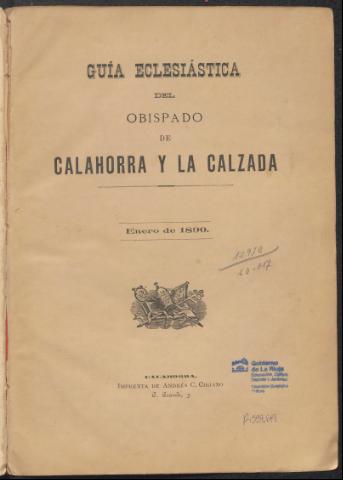 GUÍA ECLESIÁSTICA
DEL
OBISPADO
DE
CALAHORRA Y LA CALZADA
Enero de 1890.
CALAHORRA.
IMPRENTA DE ANDRÉS C. CIRIANO
Gobierno
de La Rioja